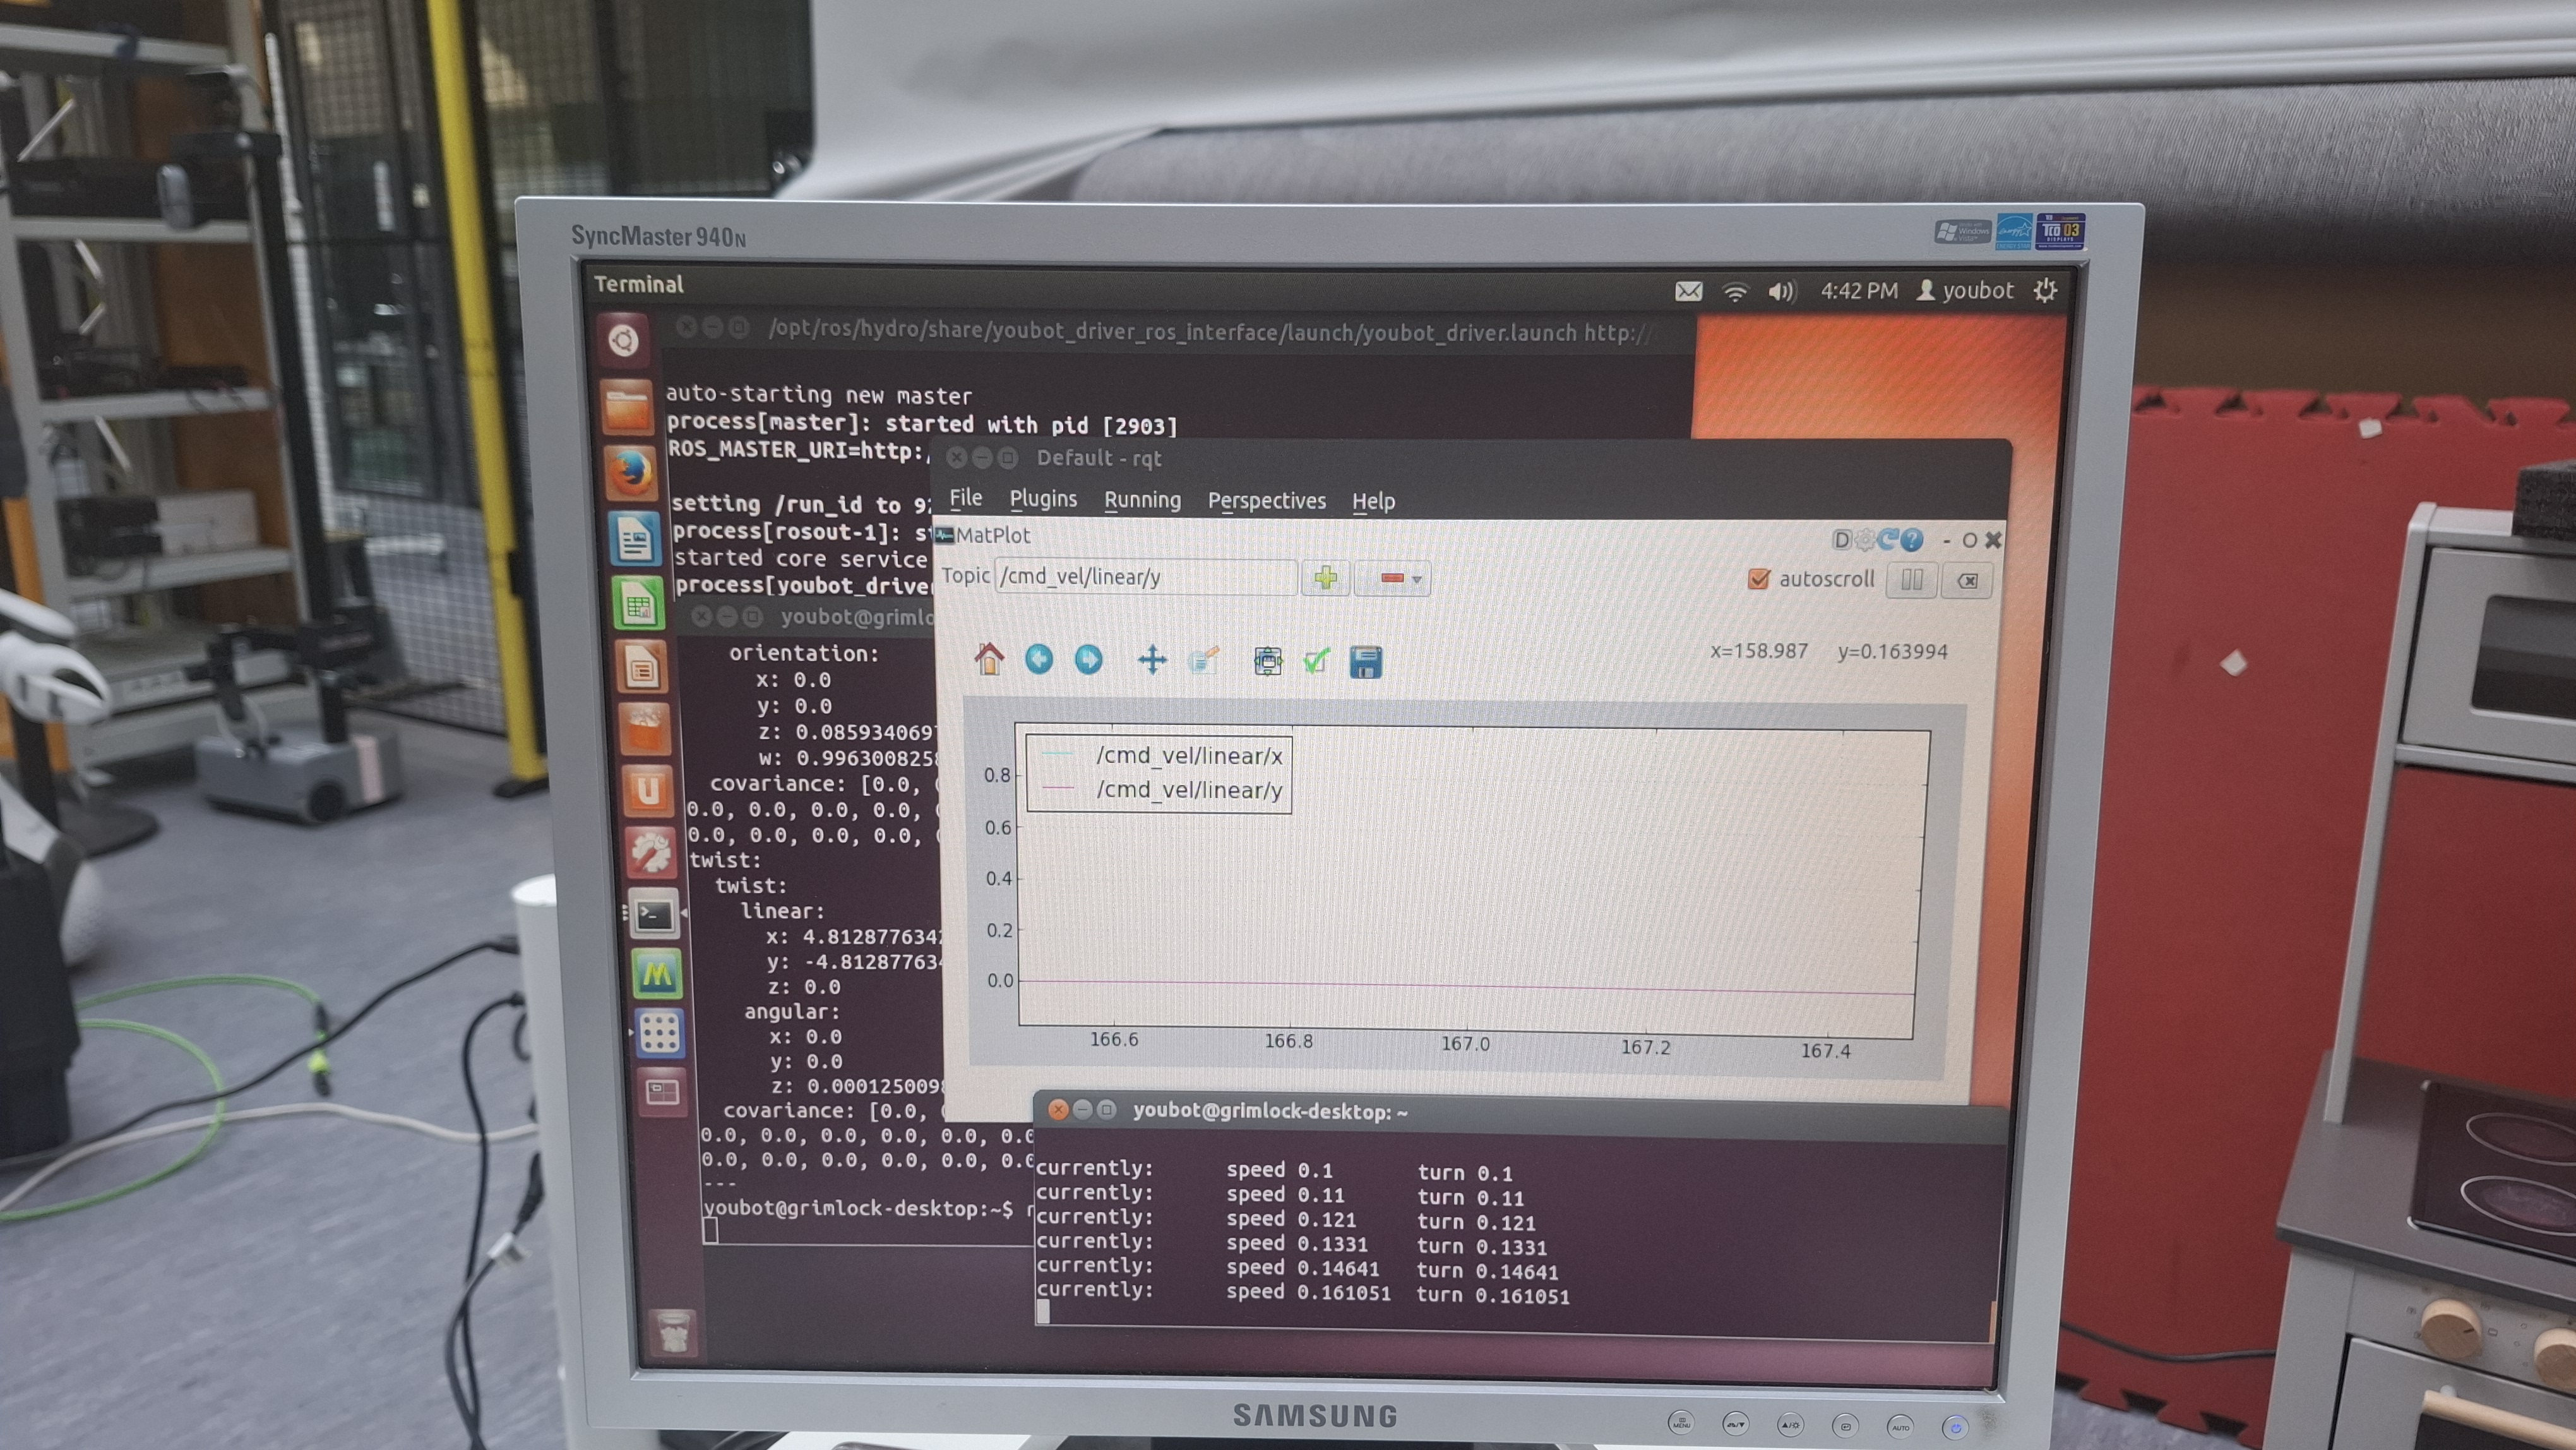 SyncMaster 940N
TCO 03
Terminal
4:42 PM youbot
/opt/ros/hydro/share/youbot_driver_ros_interface/launch/youbot_driver.launch http://
auto-starting new master
process[master]: started with pid [2903]
ROS_MASTER_URI=http:
setting /run_id to 9
process[rosout-1]: st
started core service
process[youbot_drive
Default - rqt
File Plugins Running Perspectives Help
MatPlot
D ? - O
Topic /cmd_vel/linear/y
autoscroll
x=158.987 y=0.163994
/cmd_vel/linear/x
/cmd_vel/linear/y
0.8
0.6
0.4
0.2
0.0
166.6 166.8 167.0 167.2 167.4
youbot@grimlo
orientation:
x: 0.0
y: 0.0
z: 0.085934069
w: 0.996300825
covariance: [0.0,
0.0, 0.0, 0.0, 0.0,
0.0, 0.0, 0.0, 0.0,
twist:
twist:
linear:
x: 4.812877634
y: -4.81287763
z: 0.0
angular:
x: 0.0
y: 0.0
z: 0.000125009
covariance: [0.0,
0.0, 0.0, 0.0, 0.0, 0.0, 0.0
0.0, 0.0, 0.0, 0.0, 0.0, 0.0
---
youbot@grimlock-desktop:~$ r
youbot@grimlock-desktop: ~
currently: speed 0.1 turn 0.1
currently: speed 0.11 turn 0.11
currently: speed 0.121 turn 0.121
currently: speed 0.1331 turn 0.1331
currently: speed 0.14641 turn 0.14641
currently: speed 0.161051 turn 0.161051
SAMSUNG
MENU
AUTO